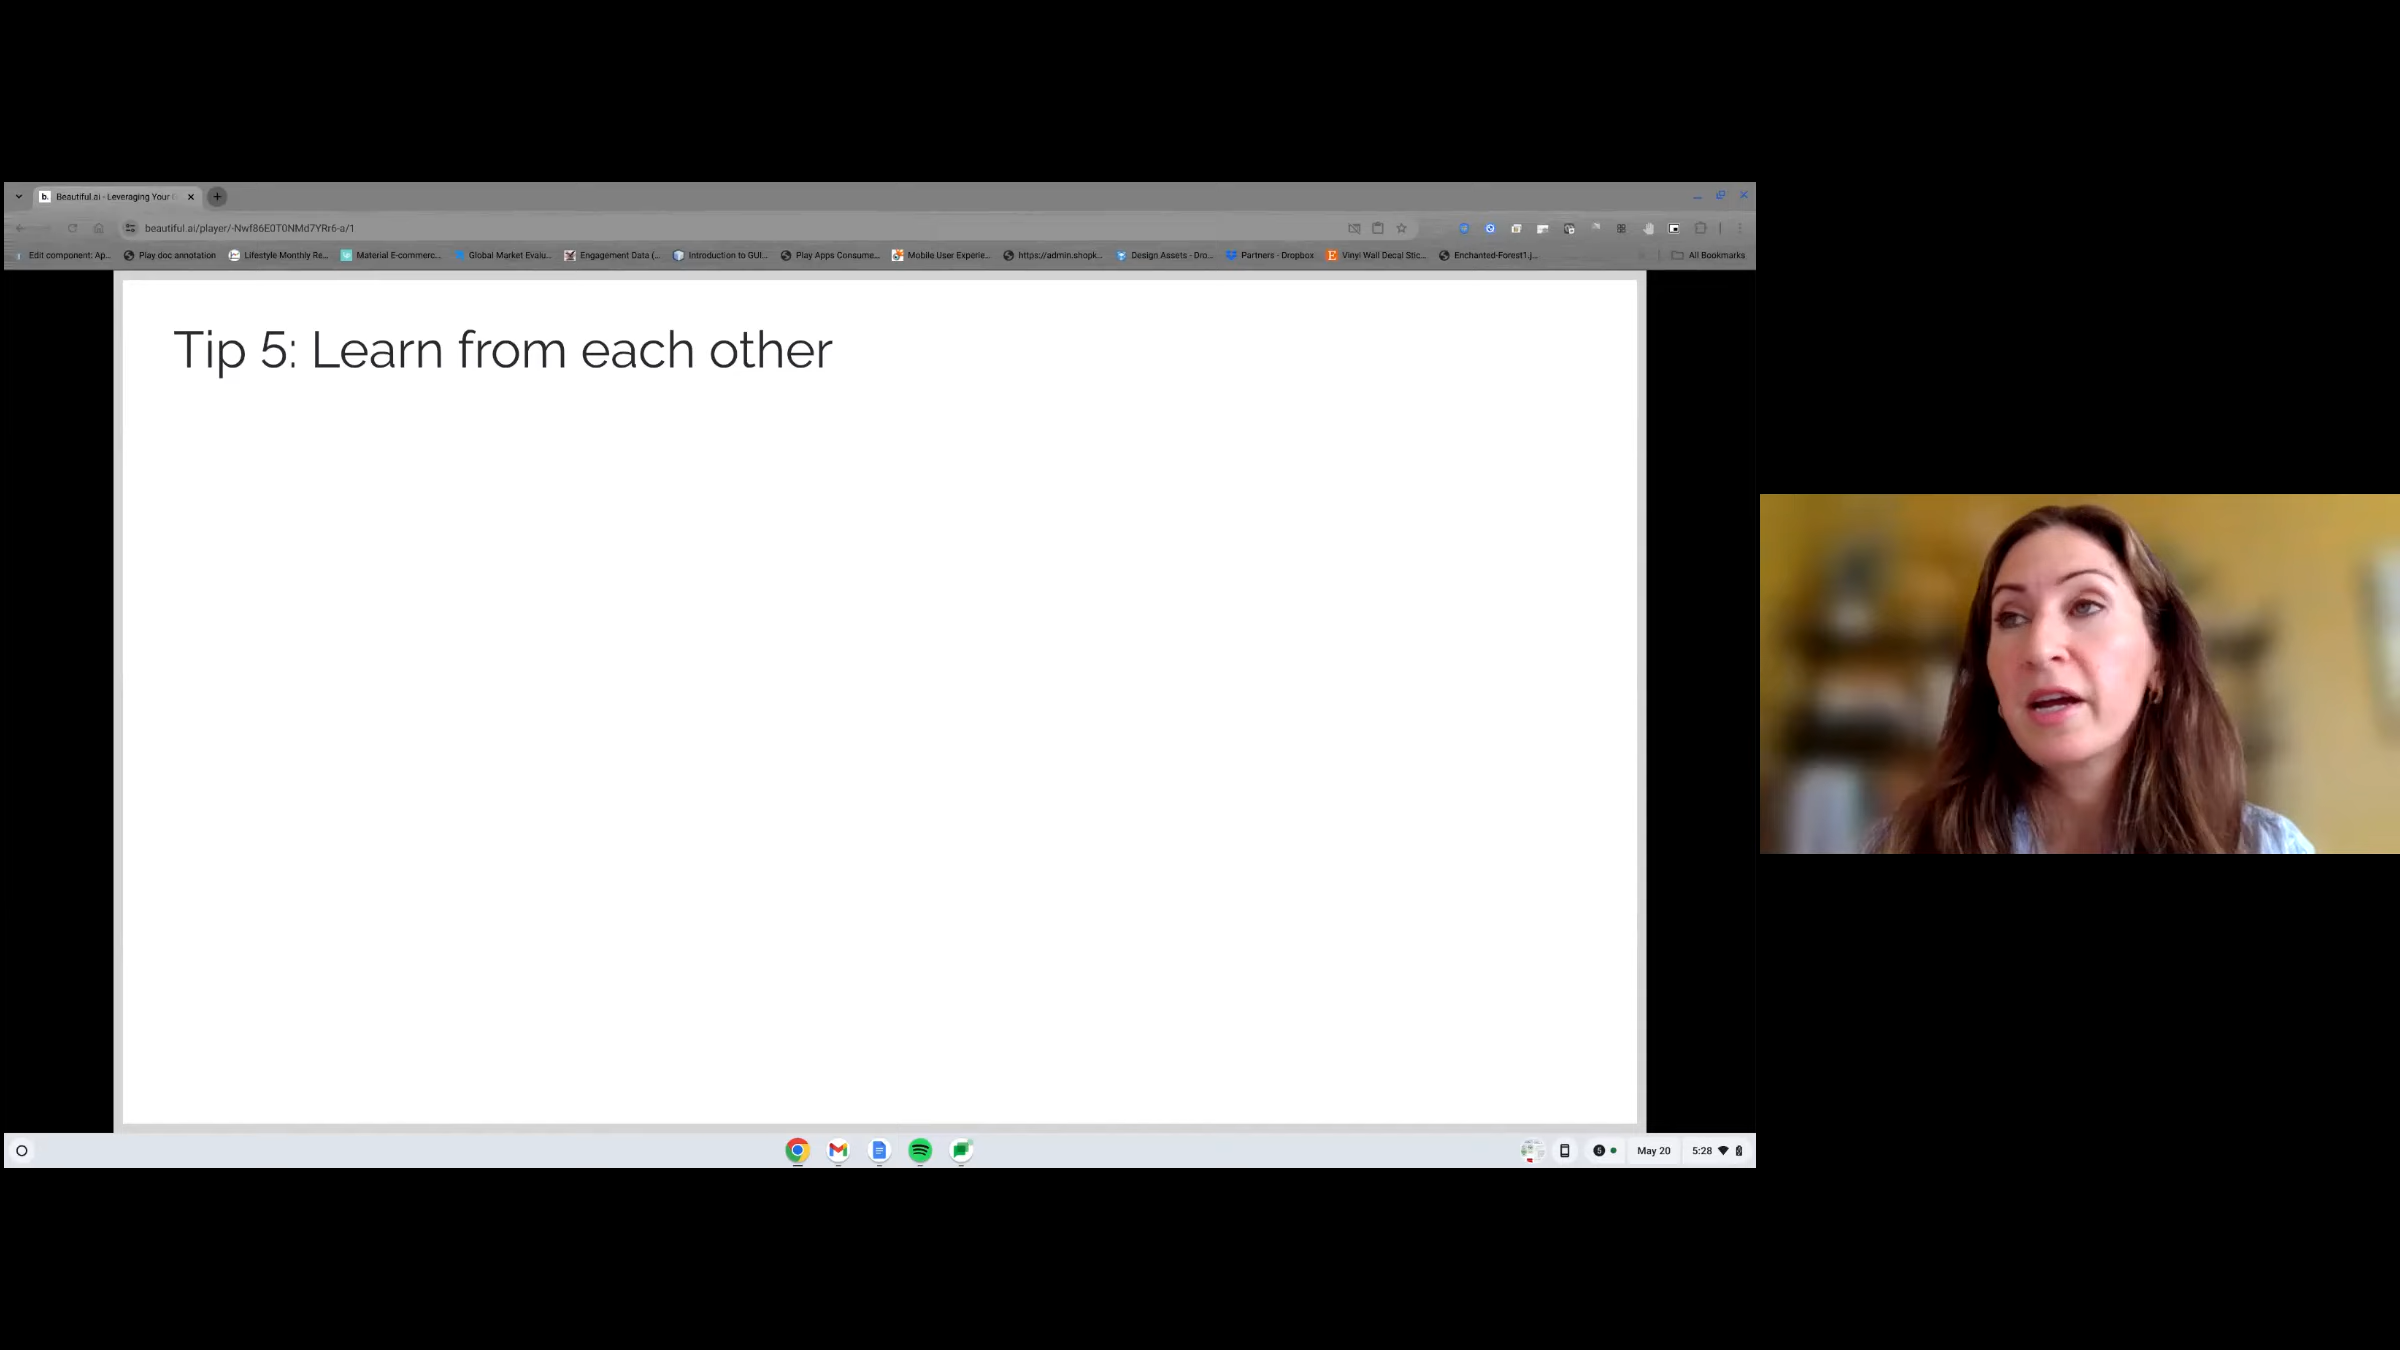 Beautiful.ai - Leveraging Your
beautiful.ai/player/-Nwf86E0T0NMd7YRr6-a/1
Edit component: Ap... Play doc annotation Lifestyle Monthly Re... Material E-commerc... Global Market Evalu... Engagement Data (... Introduction to GUI... Play Apps Consume... Mobile User Experie... https://admin.shopk... Design Assets - Dro... Partners - Dropbox Vinyl Wall Decal Stic... Enchanted-Forest1.j... All Bookmarks
Tip 5: Learn from each other
May 20 5:28